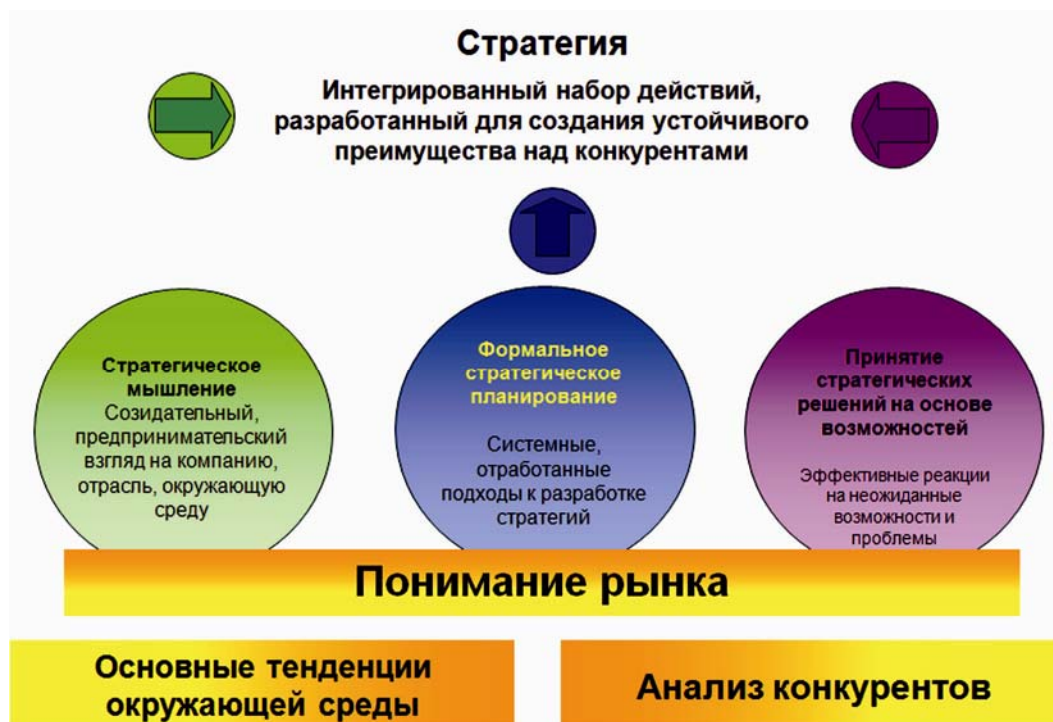 Стратегия
Интегрированный набор действий,
разработанный для создания устойчивого
преимущества над конкурентами
Стратегическое
мышление
Созидательный,
предпринимательский
взгляд на компанию,
отрасль, окружающую
среду
Формальное
стратегическое
планирование
Системные,
отработанные
подходы к разработке
стратегий
Принятие
стратегических
решений на основе
возможностей
Эффективные реакции
на неожиданные
возможности и
проблемы
Понимание рынка
Основные тенденции
окружающей среды
Анализ конкурентов